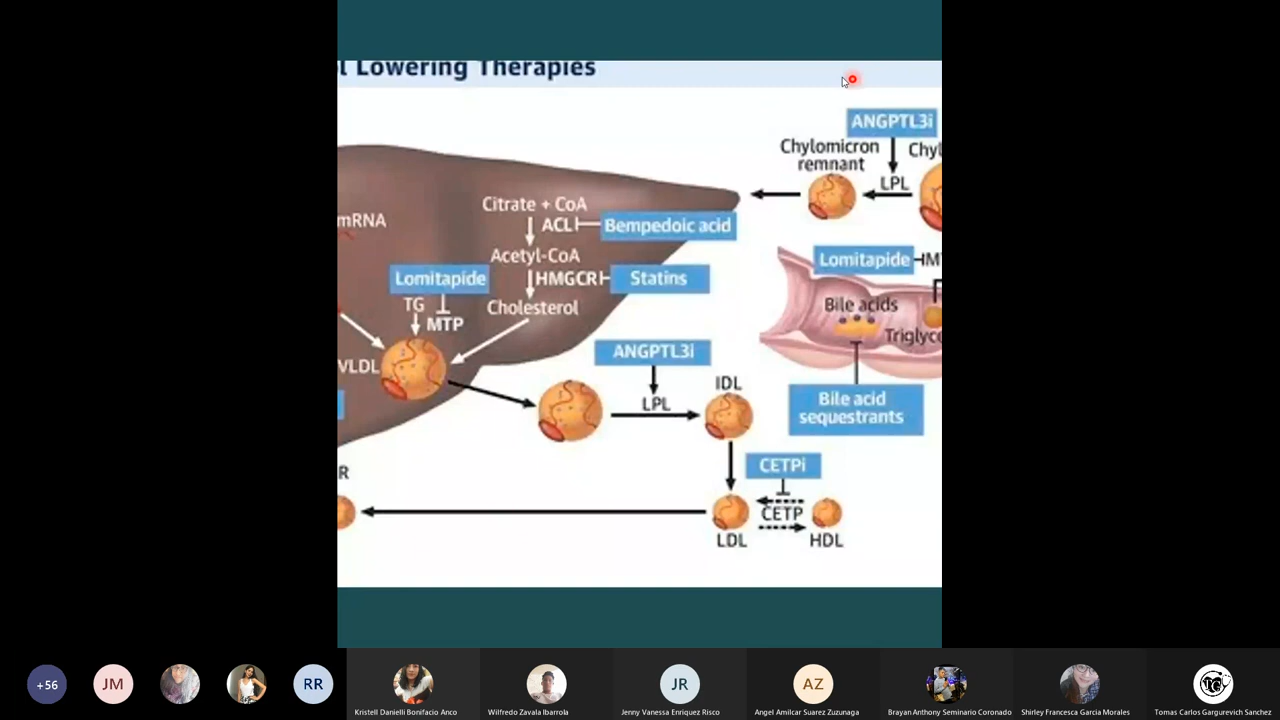 l Lowering Therapies
ANGPTL3i
Chylomicron
remnant
Chyl
LPL
mRNA
Citrate + CoA
ACL
Bempedoic acid
Acetyl-CoA
Lomitapide
HMGCR
Statins
TG
MTP
Cholesterol
VLDL
Lomitapide
M
Bile acids
Triglyce
ANGPTL3i
LPL
IDL
Bile acid
sequestrants
CETPi
R
CETP
LDL
HDL
+56
JM
RR
JR
AZ
Kristell Danielli Bonifacio Anco
Wilfredo Zavala Ibarrola
Jenny Vanessa Enriquez Risco
Angel Amilcar Suarez Zuzunaga
Brayan Anthony Seminario Coronado
Shirley Francesca Garcia Morales
Tomas Carlos Gargurevich Sanchez